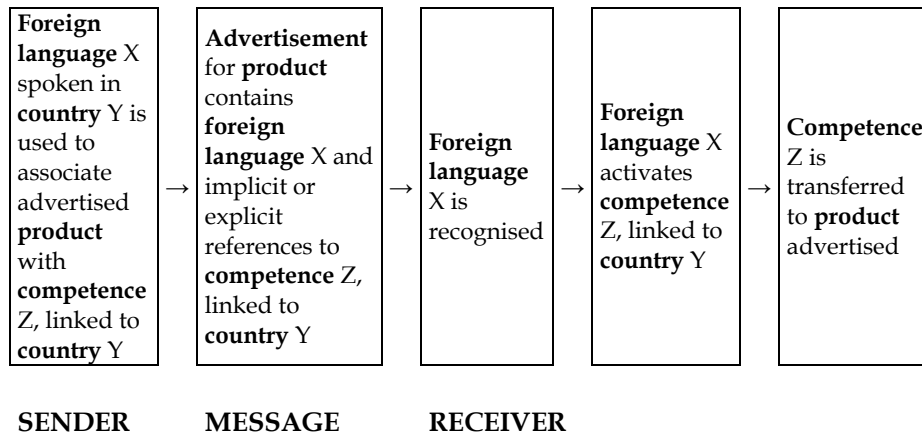 Foreign
language X
spoken in
country Y is
used to
associate
advertised
product
with
competence
Z, linked to
country Y
→
Advertisement
for product
contains
foreign
language X and
implicit or
explicit
references to
competence Z,
linked to
country Y
→
Foreign
language
X is
recognised
→
Foreign
language X
activates
competence
Z, linked to
country Y
→
Competence
Z is
transferred
to product
advertised
SENDER
MESSAGE
RECEIVER